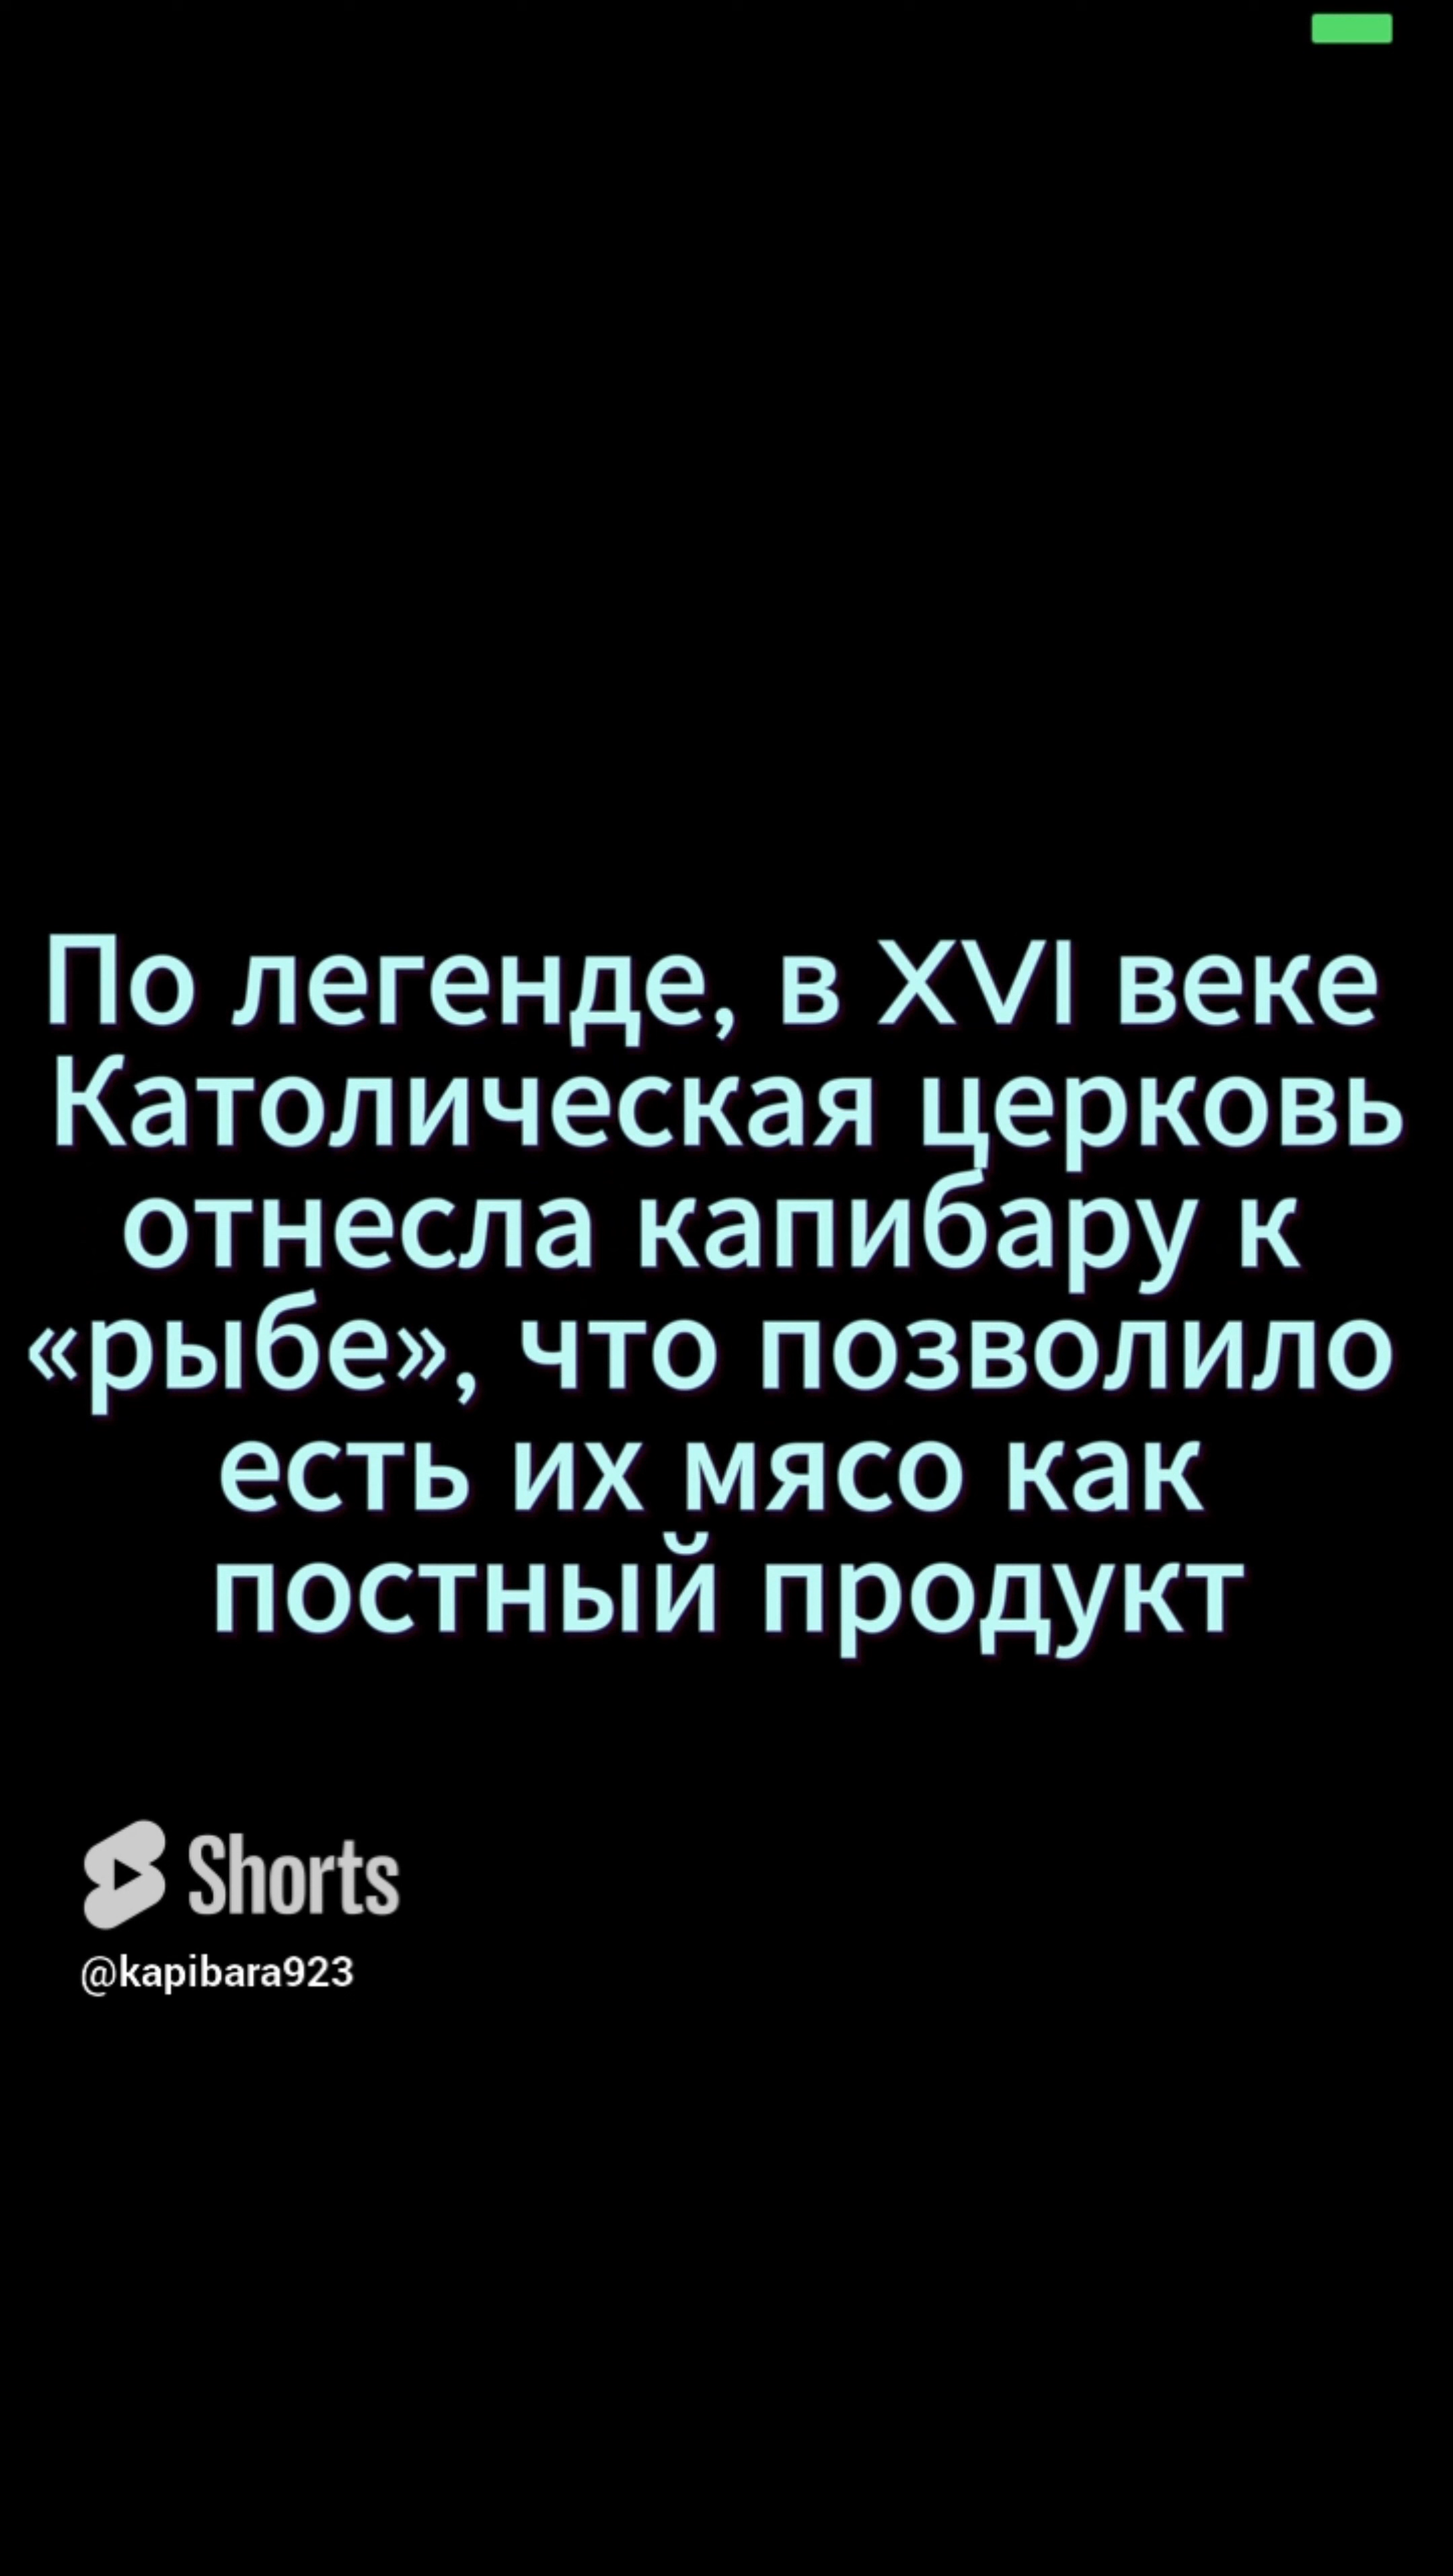 По легенде, в XVI веке
Католическая церковь
отнесла капибару к
«рыбе», что позволило
есть их мясо как
постный продукт
Shorts
@kapibara923